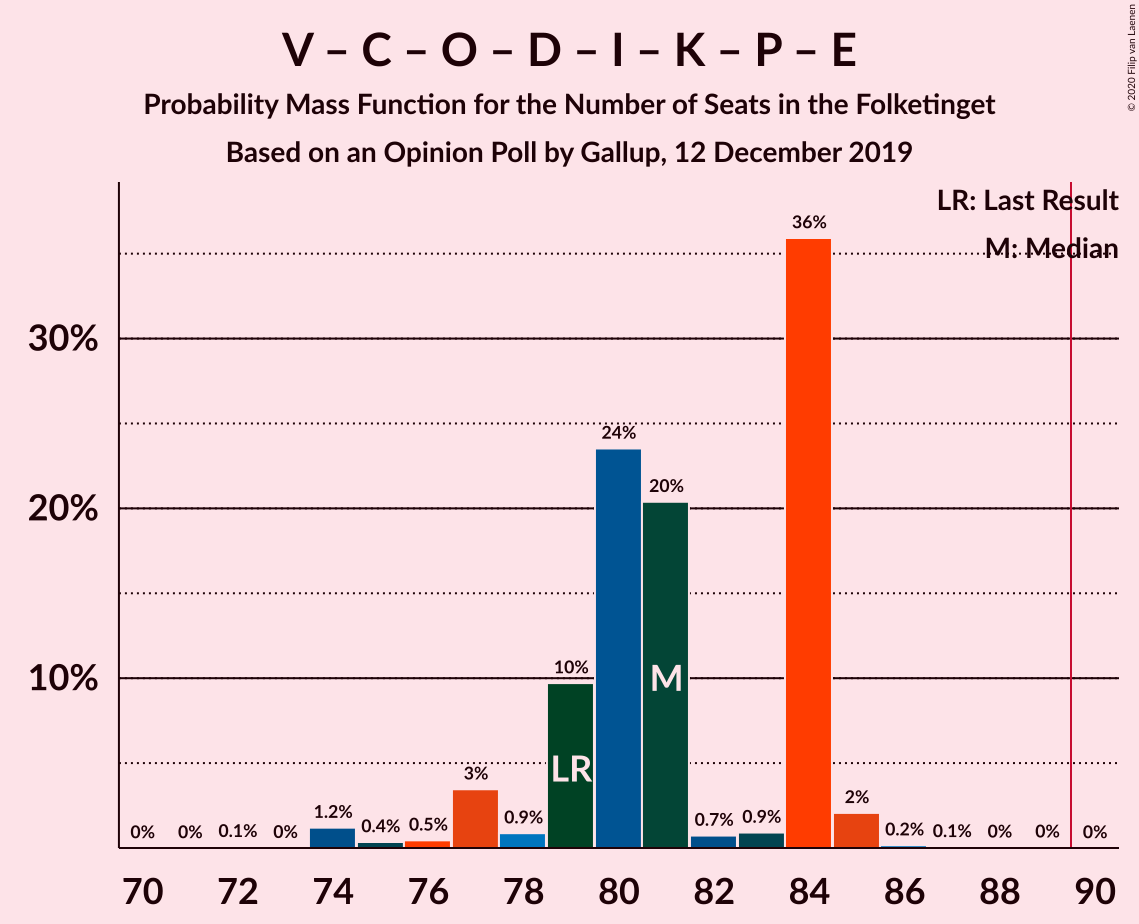 V – C – O – D – I – K – P – E
Probability Mass Function for the Number of Seats in the Folketinget
Based on an Opinion Poll by Gallup, 12 December 2019
© 2020 Filip van Laenen
LR: Last Result
M: Median
36%
30%
24%
20%
20%
10%
10%
M
LR
3%
2%
1.2%
0.9%
0.9%
0.7%
0.5%
0.4%
0.2%
0% 0% 0.1% 0% 0.1% 0% 0% 0%
70 72 74 76 78 80 82 84 86 88 90